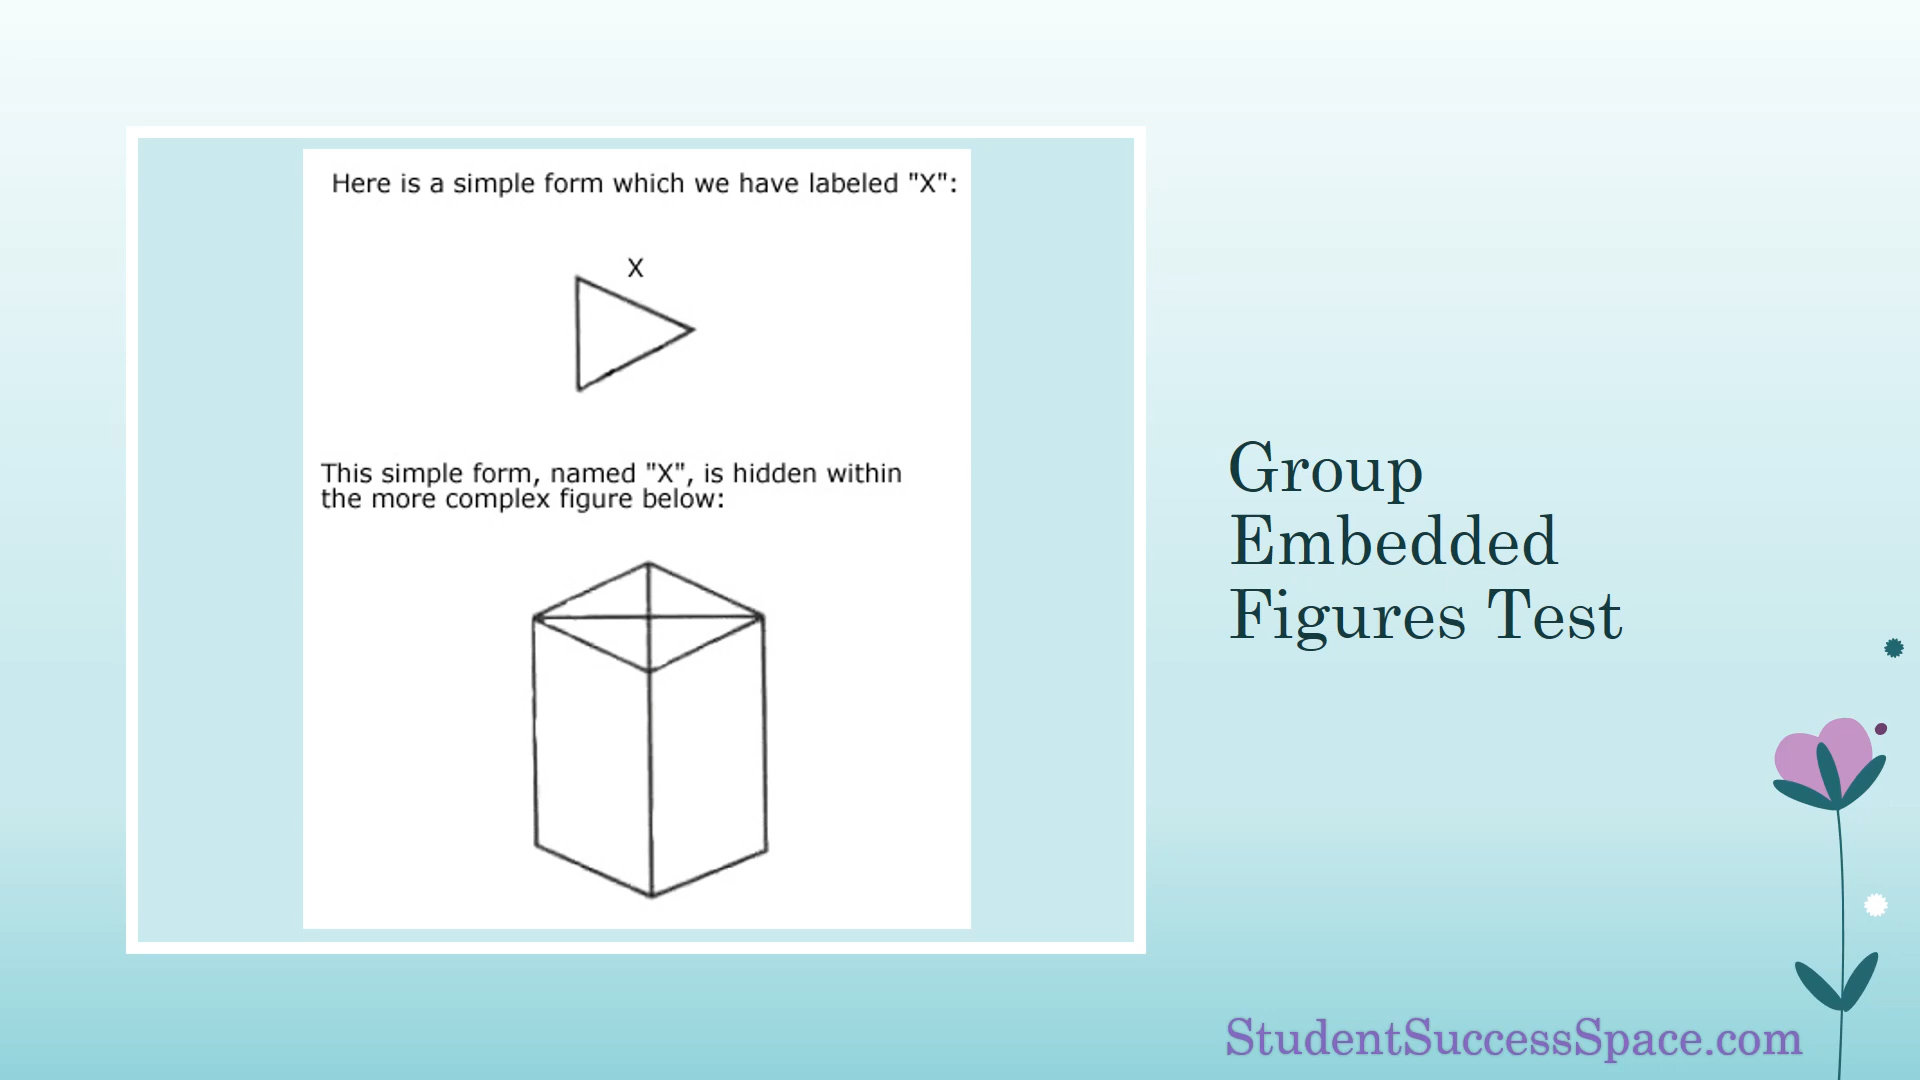 Here is a simple form which we have labeled "X":
X
This simple form, named "X", is hidden within
the more complex figure below:
Group
Embedded
Figures Test
StudentSuccessSpace.com